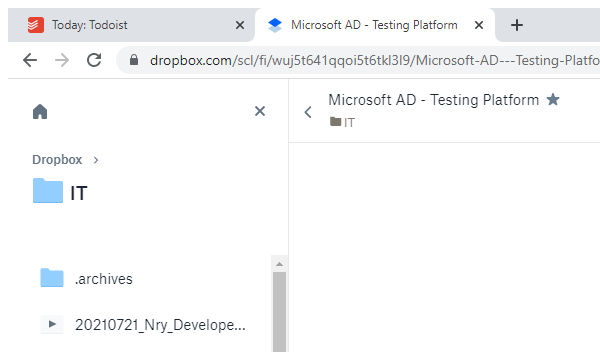 Today: Todoist
Microsoft AD - Testing Platform
dropbox.com/scl/fi/wuj5t641qqoi5t6tkl3l9/Microsoft-AD---Testing-Platfo
Microsoft AD - Testing Platform
IT
Dropbox
IT
.archives
20210721_Nry_Develope...